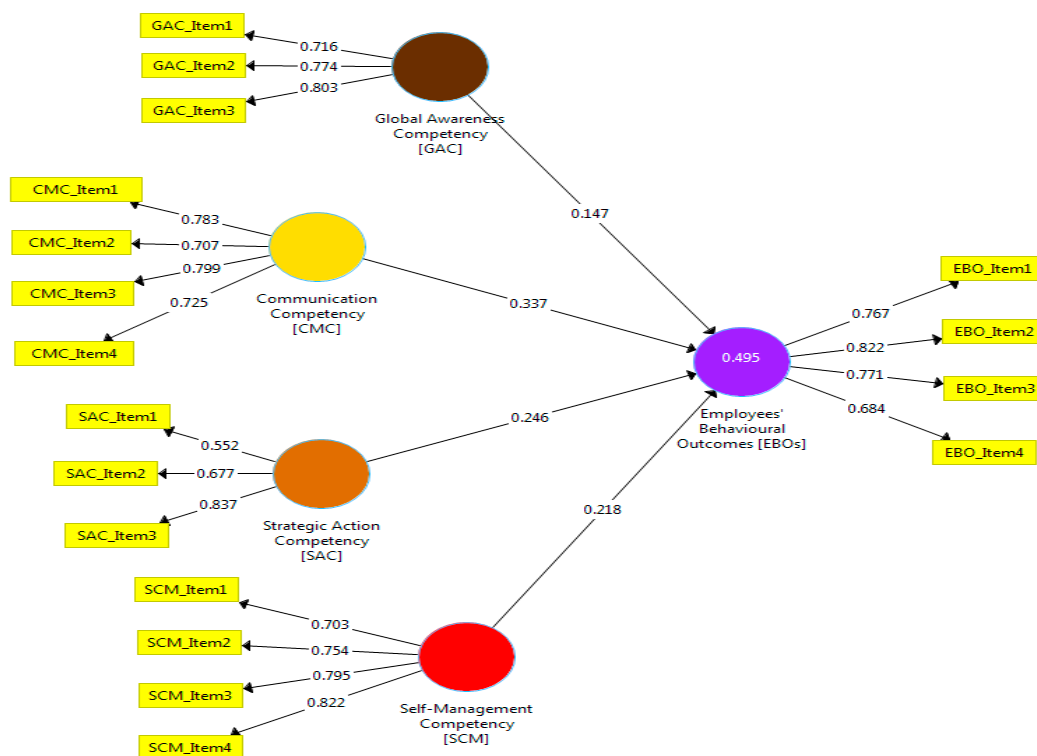 GAC_Item1
0.716
GAC_Item2
0.774
0.803
GAC_Item3
Global Awareness
Competency
[GAC]
CMC_Item1
0.783
CMC_Item2
0.707
0.799
CMC_Item3
0.725
CMC_Item4
Communication
Competency
[CMC]
SAC_Item1
0.552
SAC_Item2
0.677
0.837
SAC_Item3
Strategic Action
Competency
[SAC]
SCM_Item1
0.703
SCM_Item2
0.754
0.795
SCM_Item3
0.822
SCM_Item4
Self-Management
Competency
[SCM]
0.147
0.337
0.246
0.218
0.495
Employees'
Behavioural
Outcomes [EBOs]
EBO_Item1
0.767
EBO_Item2
0.822
0.771
EBO_Item3
0.684
EBO_Item4